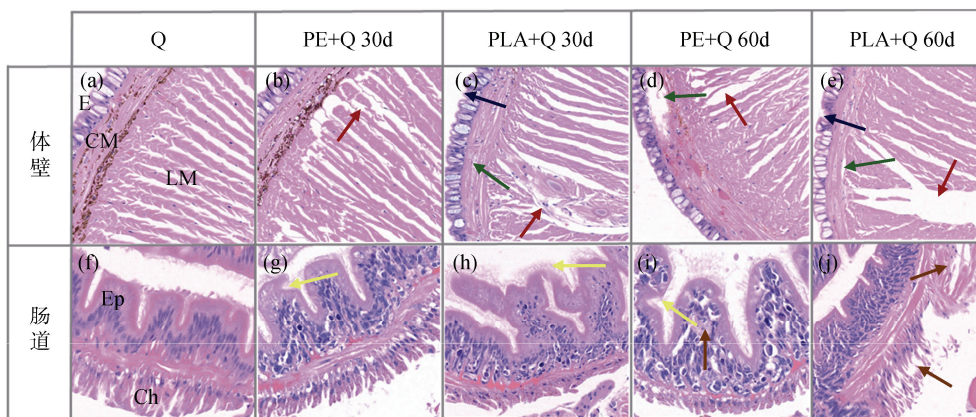 Q PE+Q 30d PLA+Q 30d PE+Q 60d PLA+Q 60d
体壁
(a) (b) (c) (d) (e)
E
CM
LM
肠道
(f) (g) (h) (i) (j)
Ep
Ch